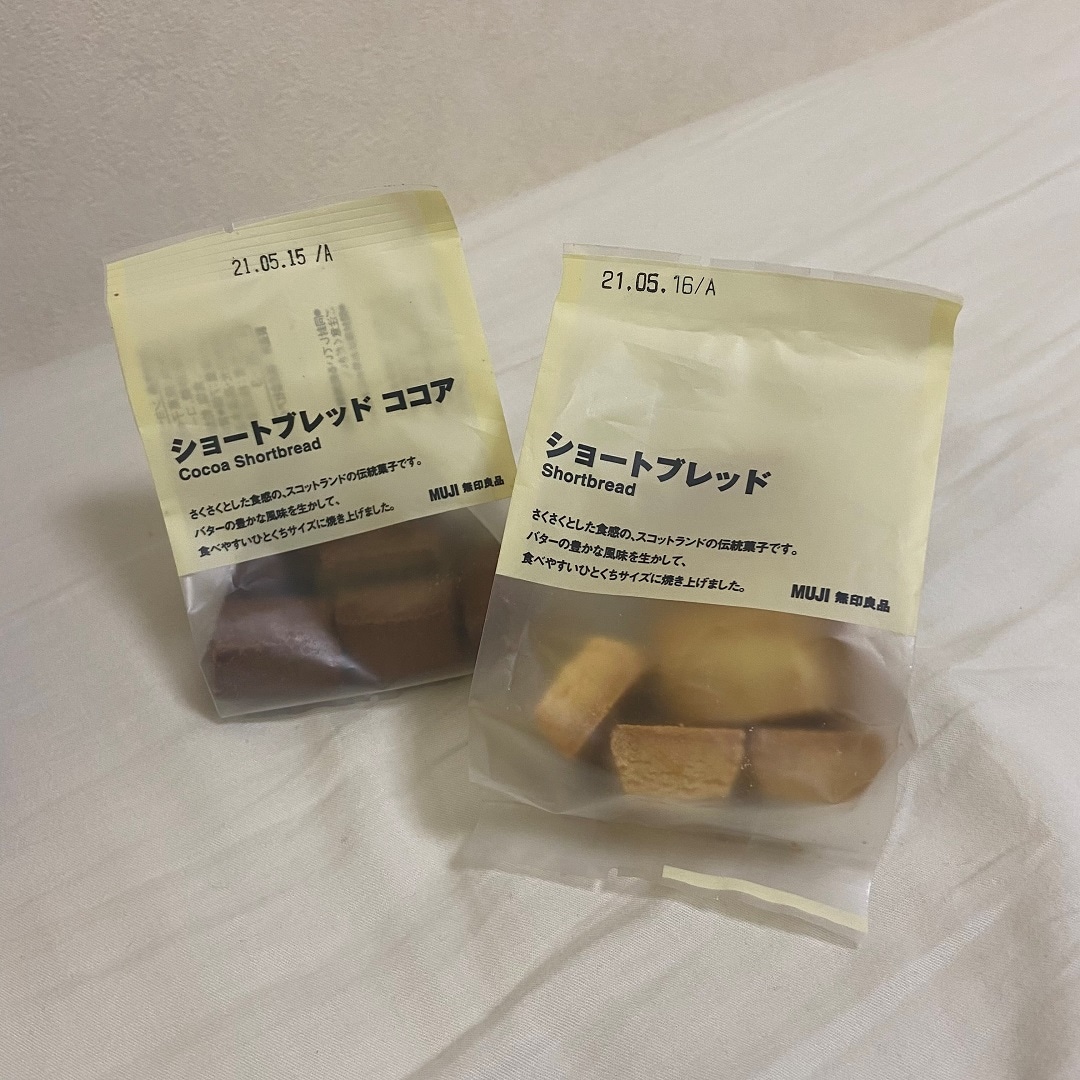 21.05.15 /A
ショートブレッド ココア
Cocoa Shortbread
さくさくとした食感の、スコットランドの伝統菓子です。
バターの豊かな風味を生かして、
食べやすいひとくちサイズに焼き上げました。
MUJI 無印良品
21.05.16/A
ショートブレッド
Shortbread
さくさくとした食感の、スコットランドの伝統菓子です。
バターの豊かな風味を生かして、
食べやすいひとくちサイズに焼き上げました。
MUJI 無印良品